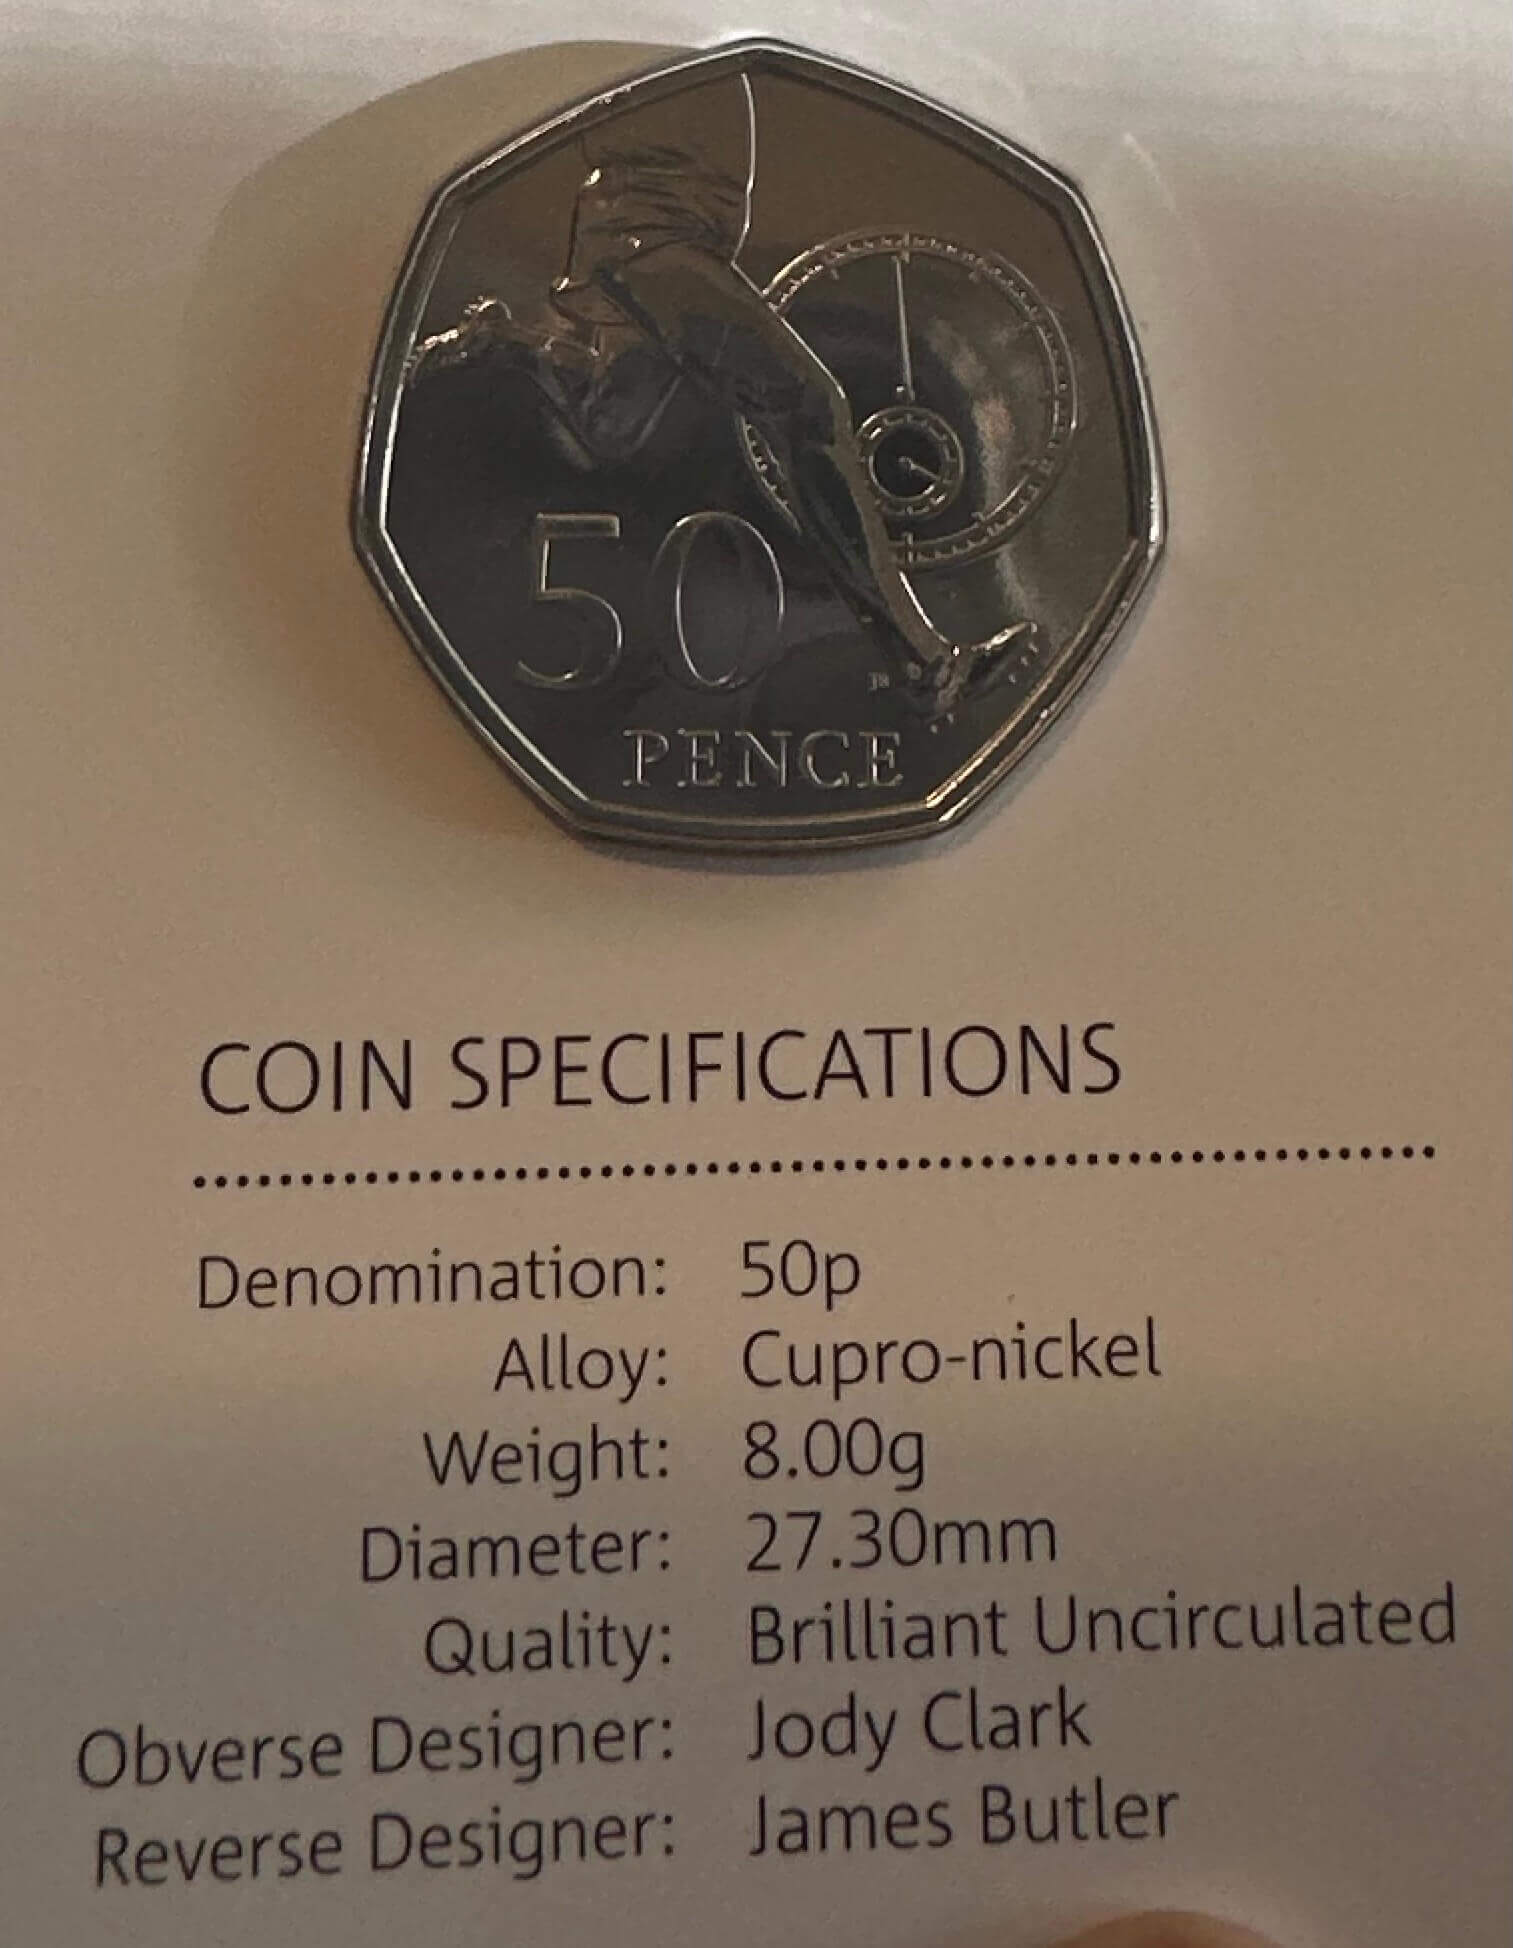 50
JB
PENCE
COIN SPECIFICATIONS
Denomination: 50p
Alloy: Cupro-nickel
Weight: 8.00g
Diameter: 27.30mm
Quality: Brilliant Uncirculated
Obverse Designer: Jody Clark
Reverse Designer: James Butler